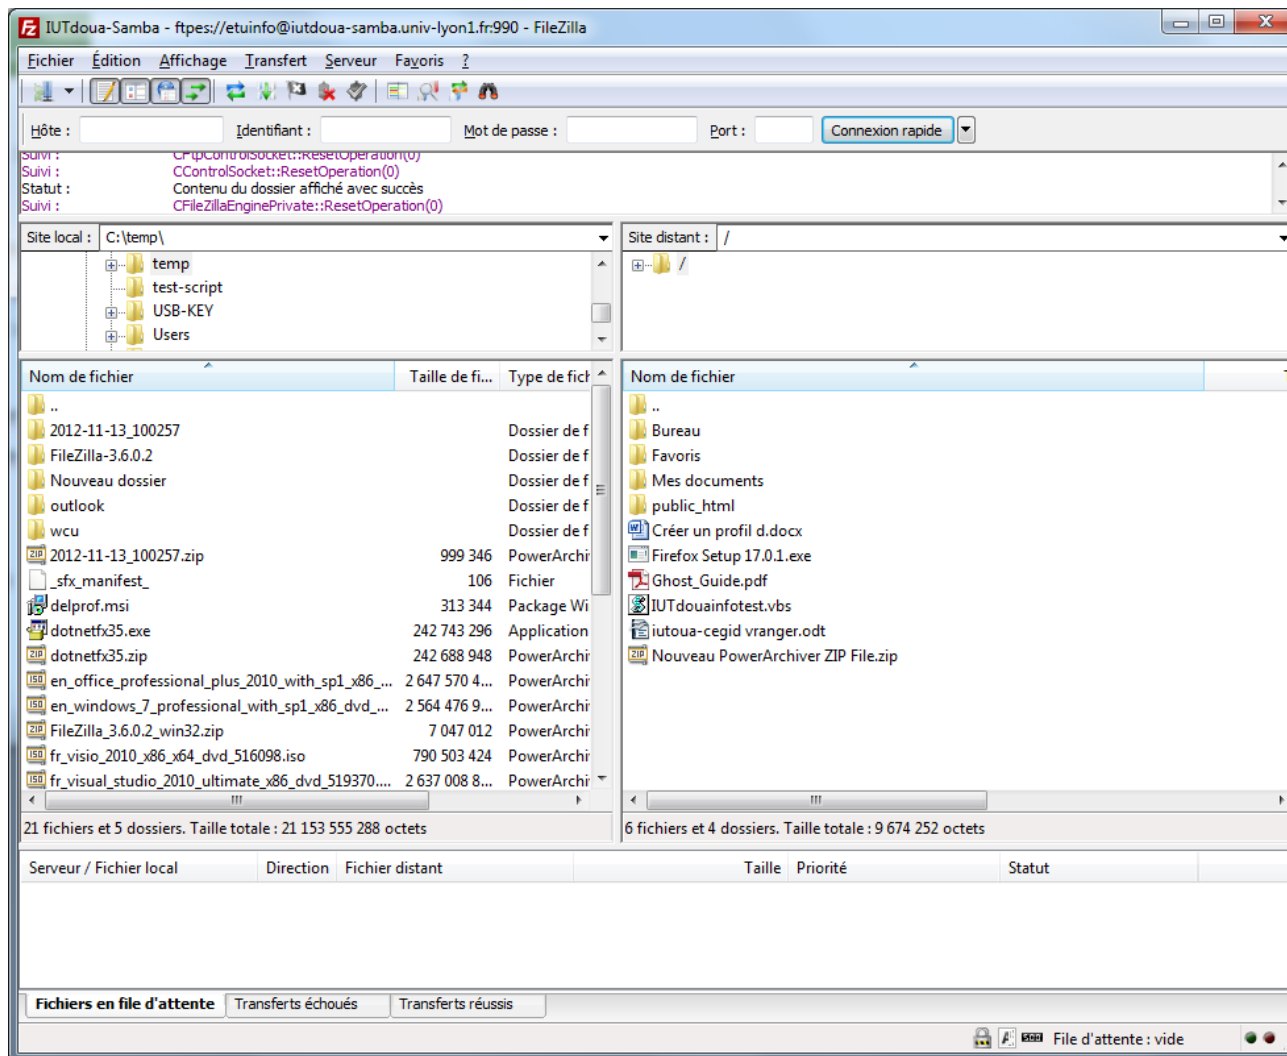 IUTdoua-Samba - ftpes://etuinfo@iutdoua-samba.univ-lyon1.fr:990 - FileZilla
Fichier Édition Affichage Transfert Serveur Favoris ?
Hôte : Identifiant : Mot de passe : Port : Connexion rapide
Suivi : CFtpControlSocket::ResetOperation(0)
Suivi : CControlSocket::ResetOperation(0)
Statut : Contenu du dossier affiché avec succès
Suivi : CFileZillaEnginePrivate::ResetOperation(0)
Site local : C:\temp\
temp
test-script
USB-KEY
Users
Site distant : /
/
Nom de fichier Taille de fi... Type de fich
..
2012-11-13_100257 Dossier de f
FileZilla-3.6.0.2 Dossier de f
Nouveau dossier Dossier de f
outlook Dossier de f
wcu Dossier de f
2012-11-13_100257.zip 999 346 PowerArchi
_sfx_manifest_ 106 Fichier
delprof.msi 313 344 Package Wi
dotnetfx35.exe 242 743 296 Application
dotnetfx35.zip 242 688 948 PowerArchi
en_office_professional_plus_2010_with_sp1_x86_... 2 647 570 4... PowerArchi
en_windows_7_professional_with_sp1_x86_dvd_... 2 564 476 9... PowerArchi
FileZilla_3.6.0.2_win32.zip 7 047 012 PowerArchi
fr_visio_2010_x86_x64_dvd_516098.iso 790 503 424 PowerArchi
fr_visual_studio_2010_ultimate_x86_dvd_519370.... 2 637 008 8... PowerArchi
21 fichiers et 5 dossiers. Taille totale : 21 153 555 288 octets
Nom de fichier
..
Bureau
Favoris
Mes documents
public_html
Créer un profil d.docx
Firefox Setup 17.0.1.exe
Ghost_Guide.pdf
IUTdouainfotest.vbs
iutoua-cegid vranger.odt
Nouveau PowerArchiver ZIP File.zip
6 fichiers et 4 dossiers. Taille totale : 9 674 252 octets
Serveur / Fichier local Direction Fichier distant Taille Priorité Statut
Fichiers en file d'attente Transferts échoués Transferts réussis
File d'attente : vide